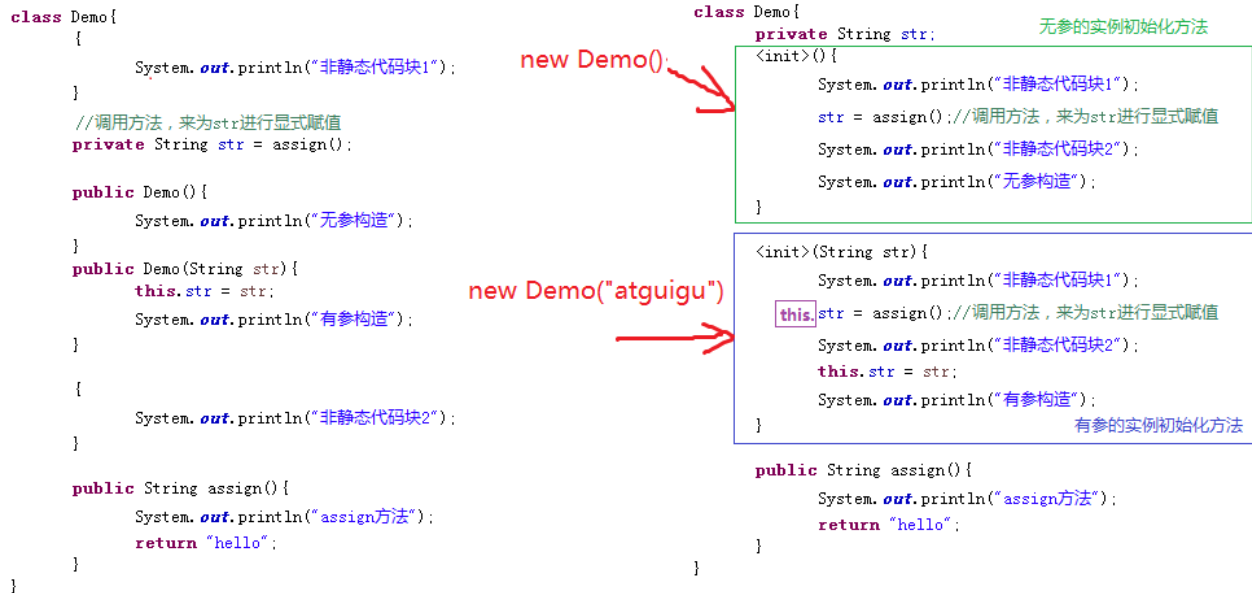 class Demo{
{
System.out.println("非静态代码块1");
}
//调用方法，来为str进行显式赋值
private String str = assign();
public Demo(){
System.out.println("无参构造");
}
public Demo(String str){
this.str = str;
System.out.println("有参构造");
}
{
System.out.println("非静态代码块2");
}
public String assign(){
System.out.println("assign方法");
return "hello";
}
}
new Demo()
new Demo("atguigu")
class Demo{
private String str;
无参的实例初始化方法
<init>(){
System.out.println("非静态代码块1");
str = assign();//调用方法，来为str进行显式赋值
System.out.println("非静态代码块2");
System.out.println("无参构造");
}
<init>(String str){
System.out.println("非静态代码块1");
this.str = assign();//调用方法，来为str进行显式赋值
System.out.println("非静态代码块2");
this.str = str;
System.out.println("有参构造");
}
有参的实例初始化方法
public String assign(){
System.out.println("assign方法");
return "hello";
}
}